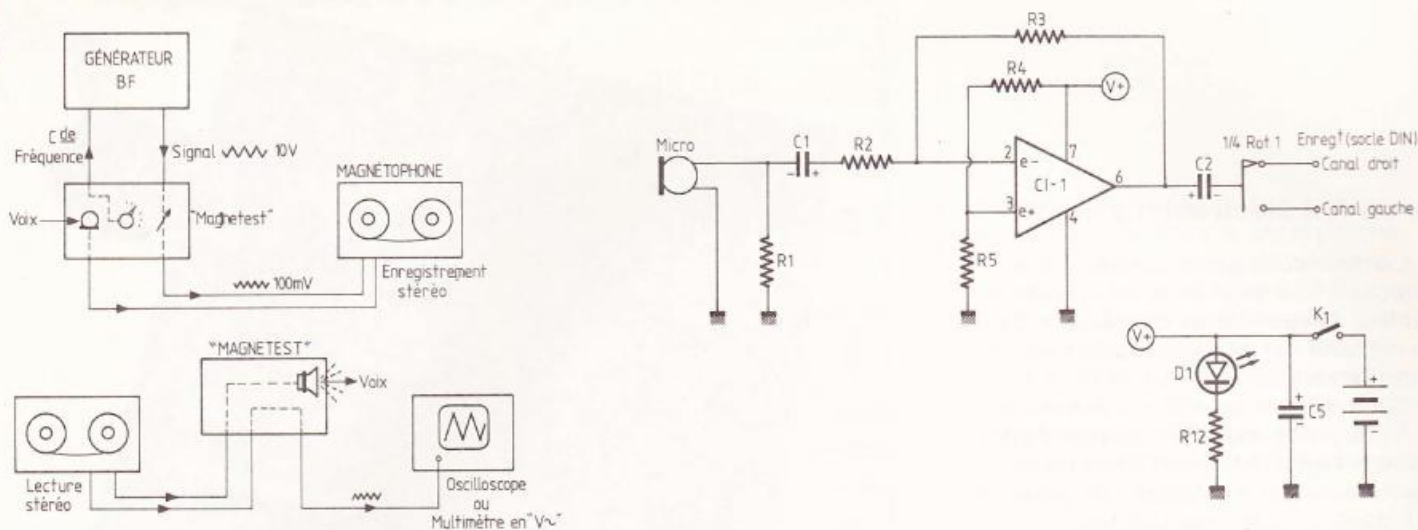 GÉNÉRATEUR
BF
C de
Fréquence
Signal
10V
MAGNÉTOPHONE
Voix
"Magnetest"
Enregistrement
stéréo
100mV
"MAGNETEST"
Voix
Lecture
stéréo
Oscilloscope
ou
Multimètre en "V~"
R3
R4
V+
Micro
C1
R2
1/4 Rot 1
Enregt (socle DIN)
- +
2
e-
7
CI-1
6
C2
+ -
Canal droit
3
e+
4
Canal gauche
R1
R5
V+
K1
D1
+
C5
-
+
-
R12